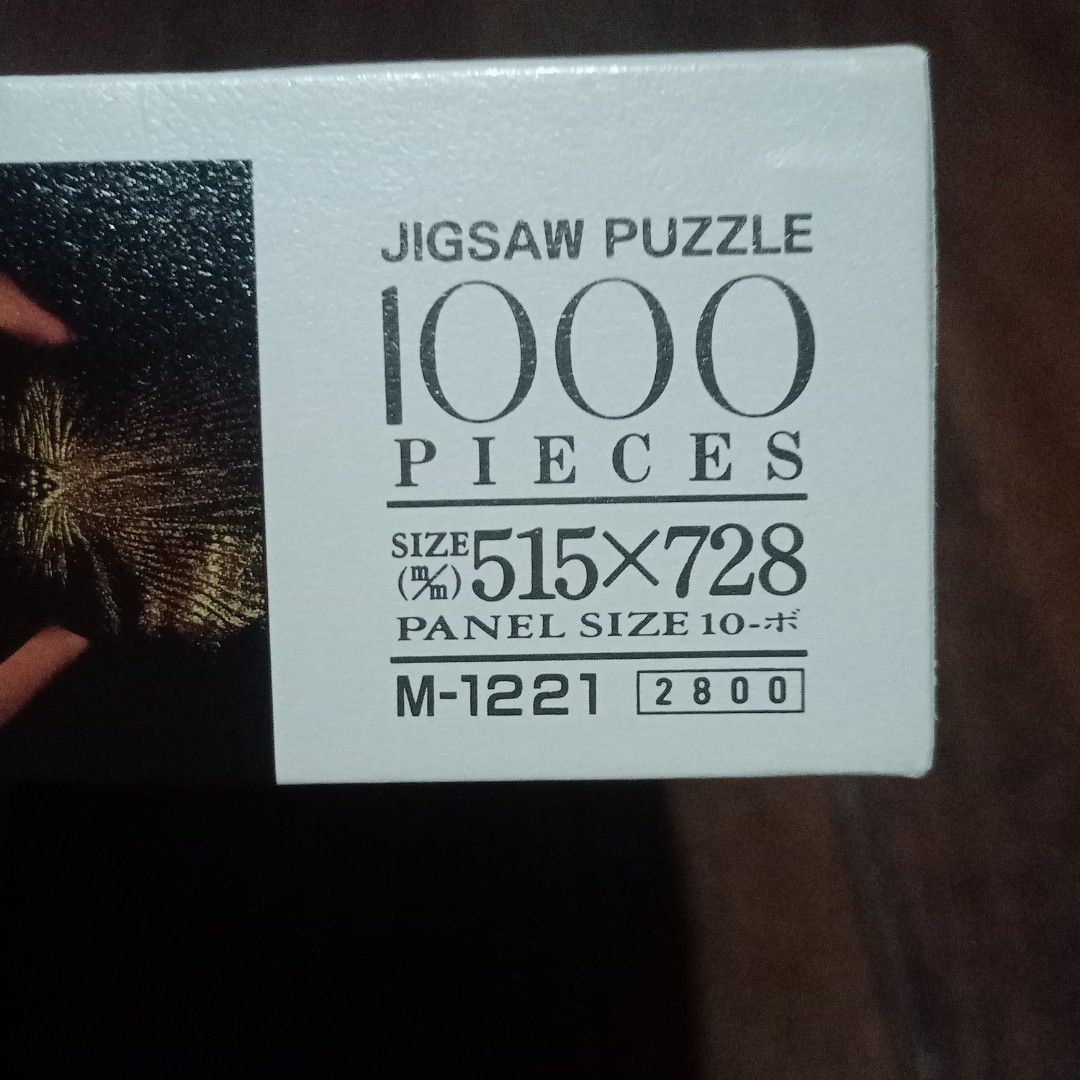 JIGSAW PUZZLE
1000
PIECES
SIZE (m/m) 515×728
PANEL SIZE 10-ボ
M-1221 2800